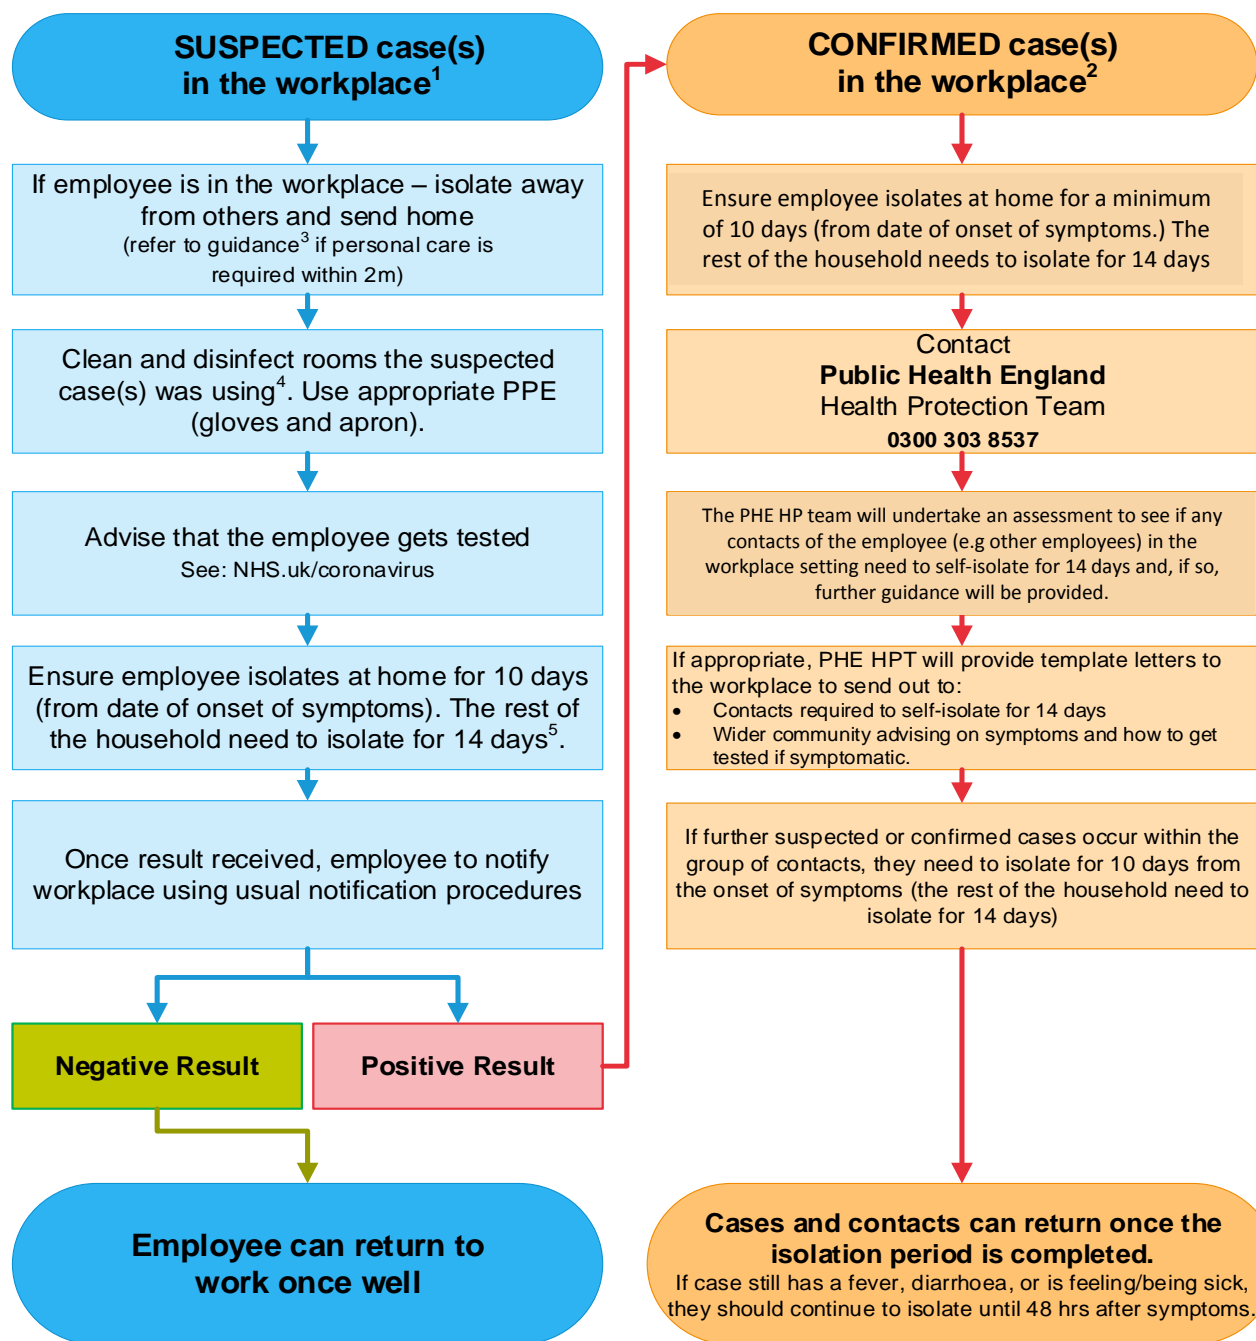 SUSPECTED case(s)
in the workplace1
If employee is in the workplace – isolate away
from others and send home
(refer to guidance3 if personal care is
required within 2m)
Clean and disinfect rooms the suspected
case(s) was using4. Use appropriate PPE
(gloves and apron).
Advise that the employee gets tested
See: NHS.uk/coronavirus
Ensure employee isolates at home for 10 days
(from date of onset of symptoms). The rest of
the household need to isolate for 14 days5.
Once result received, employee to notify
workplace using usual notification procedures
Negative Result
Positive Result
Employee can return to
work once well
CONFIRMED case(s)
in the workplace2
Ensure employee isolates at home for a minimum
of 10 days (from date of onset of symptoms.) The
rest of the household needs to isolate for 14 days
Contact
Public Health England
Health Protection Team
0300 303 8537
The PHE HP team will undertake an assessment to see if any
contacts of the employee (e.g other employees) in the
workplace setting need to self-isolate for 14 days and, if so,
further guidance will be provided.
If appropriate, PHE HPT will provide template letters to
the workplace to send out to:
• Contacts required to self-isolate for 14 days
• Wider community advising on symptoms and how to get
tested if symptomatic.
If further suspected or confirmed cases occur within the
group of contacts, they need to isolate for 10 days from
the onset of symptoms (the rest of the household need to
isolate for 14 days)
Cases and contacts can return once the
isolation period is completed.
If case still has a fever, diarrhoea, or is feeling/being sick,
they should continue to isolate until 48 hrs after symptoms.